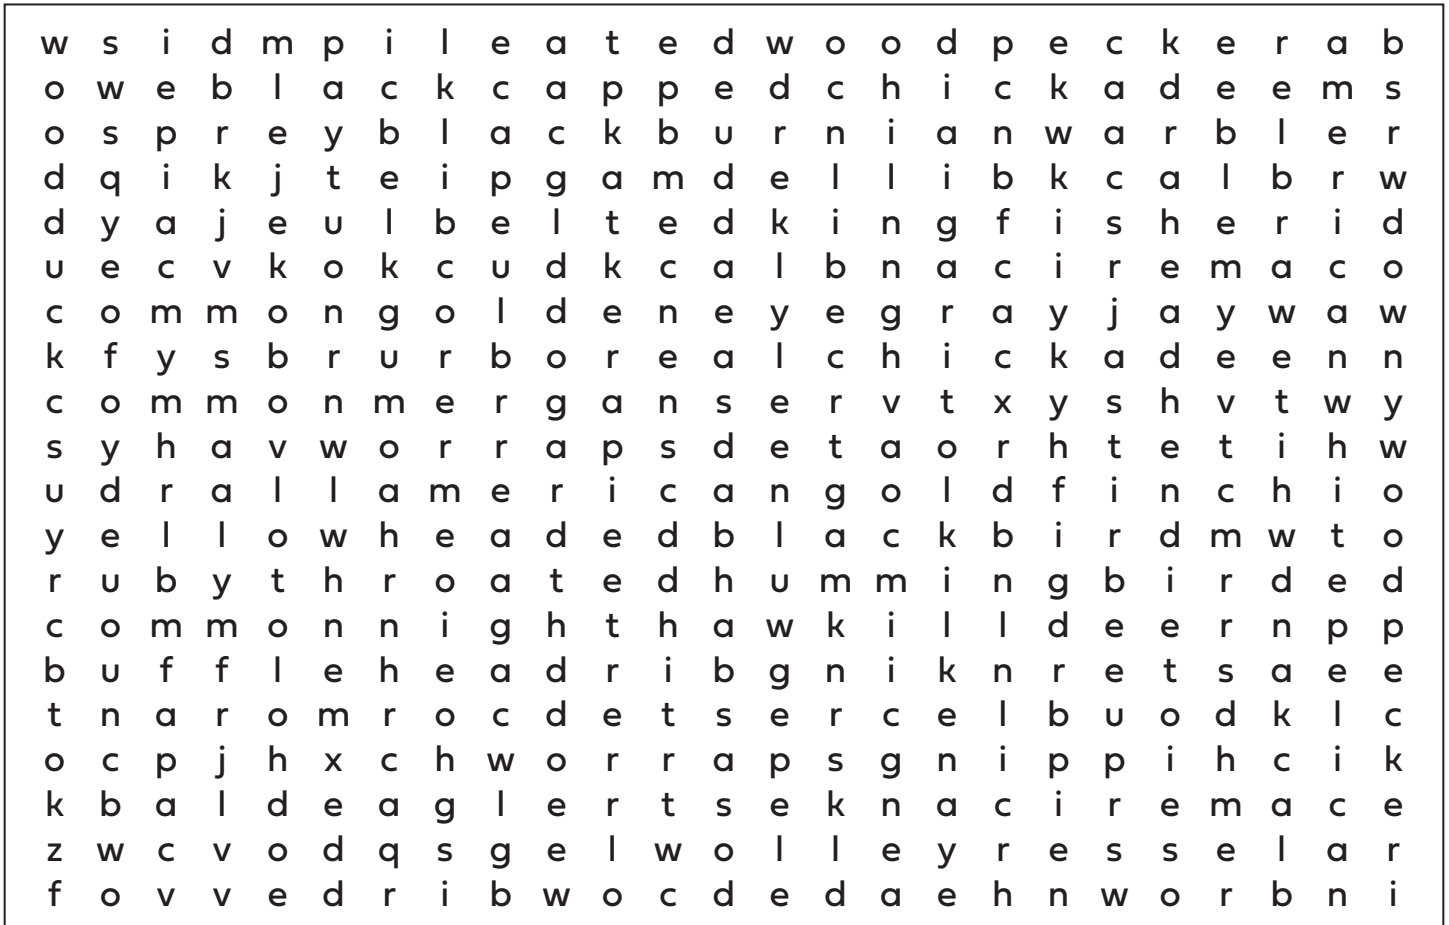 w s i d m p i l e a t e d w o o d p e c k e r a b
o w e b l a c k c a p p e d c h i c k a d e e m s
o s p r e y b l a c k b u r n i a n w a r b l e r
d q i k j t e i p g a m d e l l i b k c a l b r w
d y a j e u l b e l t e d k i n g f i s h e r i d
u e c v k o k c u d k c a l b n a c i r e m a c o
c o m m o n g o l d e n e y e g r a y j a y w a w
k f y s b r u r b o r e a l c h i c k a d e e n n
c o m m o n m e r g a n s e r v t x y s h v t w y
s y h a v w o r r a p s d e t a o r h t e t i h w
u d r a l l a m e r i c a n g o l d f i n c h i o
y e l l o w h e a d e d b l a c k b i r d m w t o
r u b y t h r o a t e d h u m m i n g b i r d e d
c o m m o n n i g h t h a w k i l l d e e r n p p
b u f f l e h e a d r i b g n i k n r e t s a e e
t n a r o m r o c d e t s e r c e l b u o d k l c
o c p j h x c h w o r r a p s g n i p p i h c i k
k b a l d e a g l e r t s e k n a c i r e m a c e
z w c v o d q s g e l w o l l e y r e s s e l a r
f o v v e d r i b w o c d e d a e h n w o r b n i